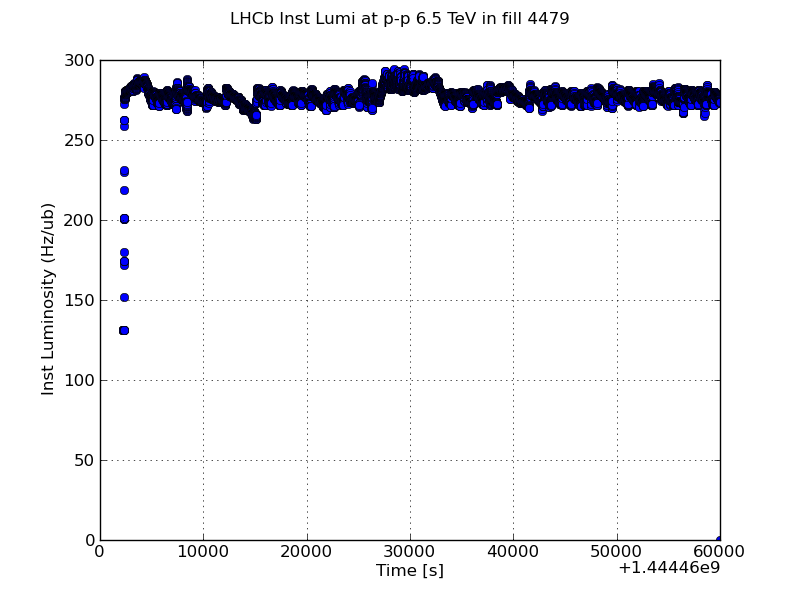 LHCb Inst Lumi at p-p 6.5 TeV in fill 4479
300
250
200
150
100
50
0
Inst Luminosity (Hz/ub)
0 10000 20000 30000 40000 50000 60000
Time [s]
+1.44446e9